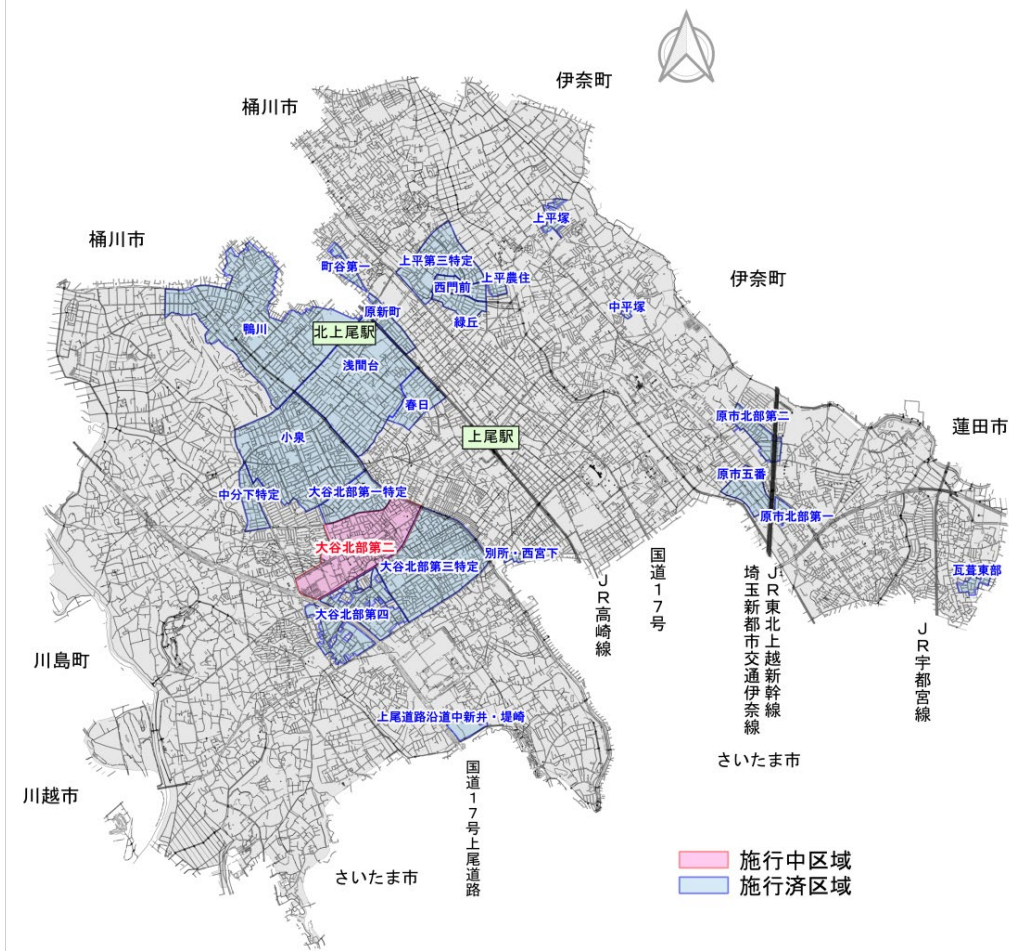 伊奈町
桶川市
桶川市
上平塚
町谷第一
上平第三特定
上平農住
西門前
伊奈町
中平塚
原新町
緑丘
鴨川
北上尾駅
浅間台
春日
原市北部第二
蓮田市
小泉
上尾駅
原市五番
中分下特定
大谷北部第一特定
原市北部第一
大谷北部第二
別所・西宮下
大谷北部第三特定
瓦葺東部
大谷北部第四
JR高崎線
国道17号
埼玉新都市交通伊奈線
JR東北上越新幹線
JR宇都宮線
川島町
上尾道路沿道中新井・堤崎
さいたま市
川越市
国道17号上尾道路
さいたま市
施行中区域
施行済区域